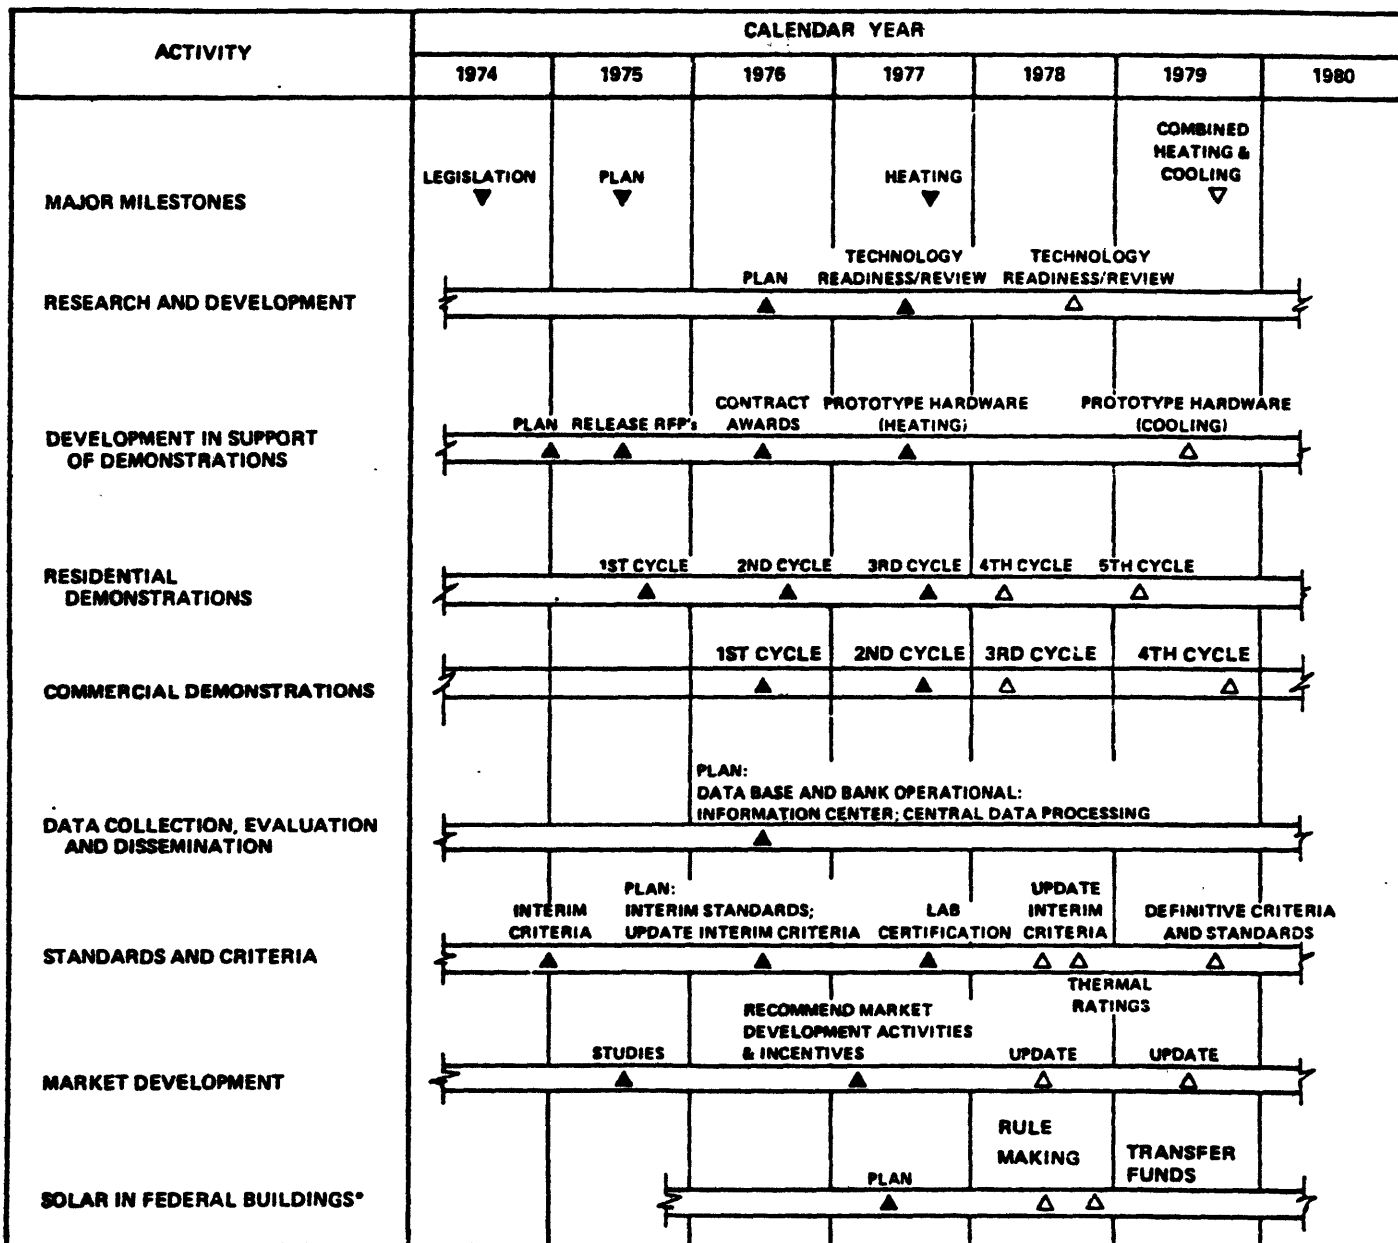 ACTIVITY
CALENDAR YEAR
1974 1975 1976 1977 1978 1979 1980
MAJOR MILESTONES
LEGISLATION
PLAN
HEATING
COMBINED
HEATING &
COOLING
RESEARCH AND DEVELOPMENT
PLAN
TECHNOLOGY
READINESS/REVIEW
TECHNOLOGY
READINESS/REVIEW
DEVELOPMENT IN SUPPORT
OF DEMONSTRATIONS
PLAN
RELEASE RFP's
CONTRACT
AWARDS
PROTOTYPE HARDWARE
(HEATING)
PROTOTYPE HARDWARE
(COOLING)
RESIDENTIAL
DEMONSTRATIONS
1ST CYCLE
2ND CYCLE
3RD CYCLE
4TH CYCLE
5TH CYCLE
COMMERCIAL DEMONSTRATIONS
1ST CYCLE
2ND CYCLE
3RD CYCLE
4TH CYCLE
DATA COLLECTION, EVALUATION
AND DISSEMINATION
PLAN:
DATA BASE AND BANK OPERATIONAL:
INFORMATION CENTER; CENTRAL DATA PROCESSING
STANDARDS AND CRITERIA
INTERIM
CRITERIA
PLAN:
INTERIM STANDARDS;
UPDATE INTERIM CRITERIA
LAB
CERTIFICATION
UPDATE
INTERIM
CRITERIA
THERMAL
RATINGS
DEFINITIVE CRITERIA
AND STANDARDS
MARKET DEVELOPMENT
STUDIES
RECOMMEND MARKET
DEVELOPMENT ACTIVITIES
& INCENTIVES
UPDATE
UPDATE
SOLAR IN FEDERAL BUILDINGS*
PLAN
RULE
MAKING
TRANSFER
FUNDS